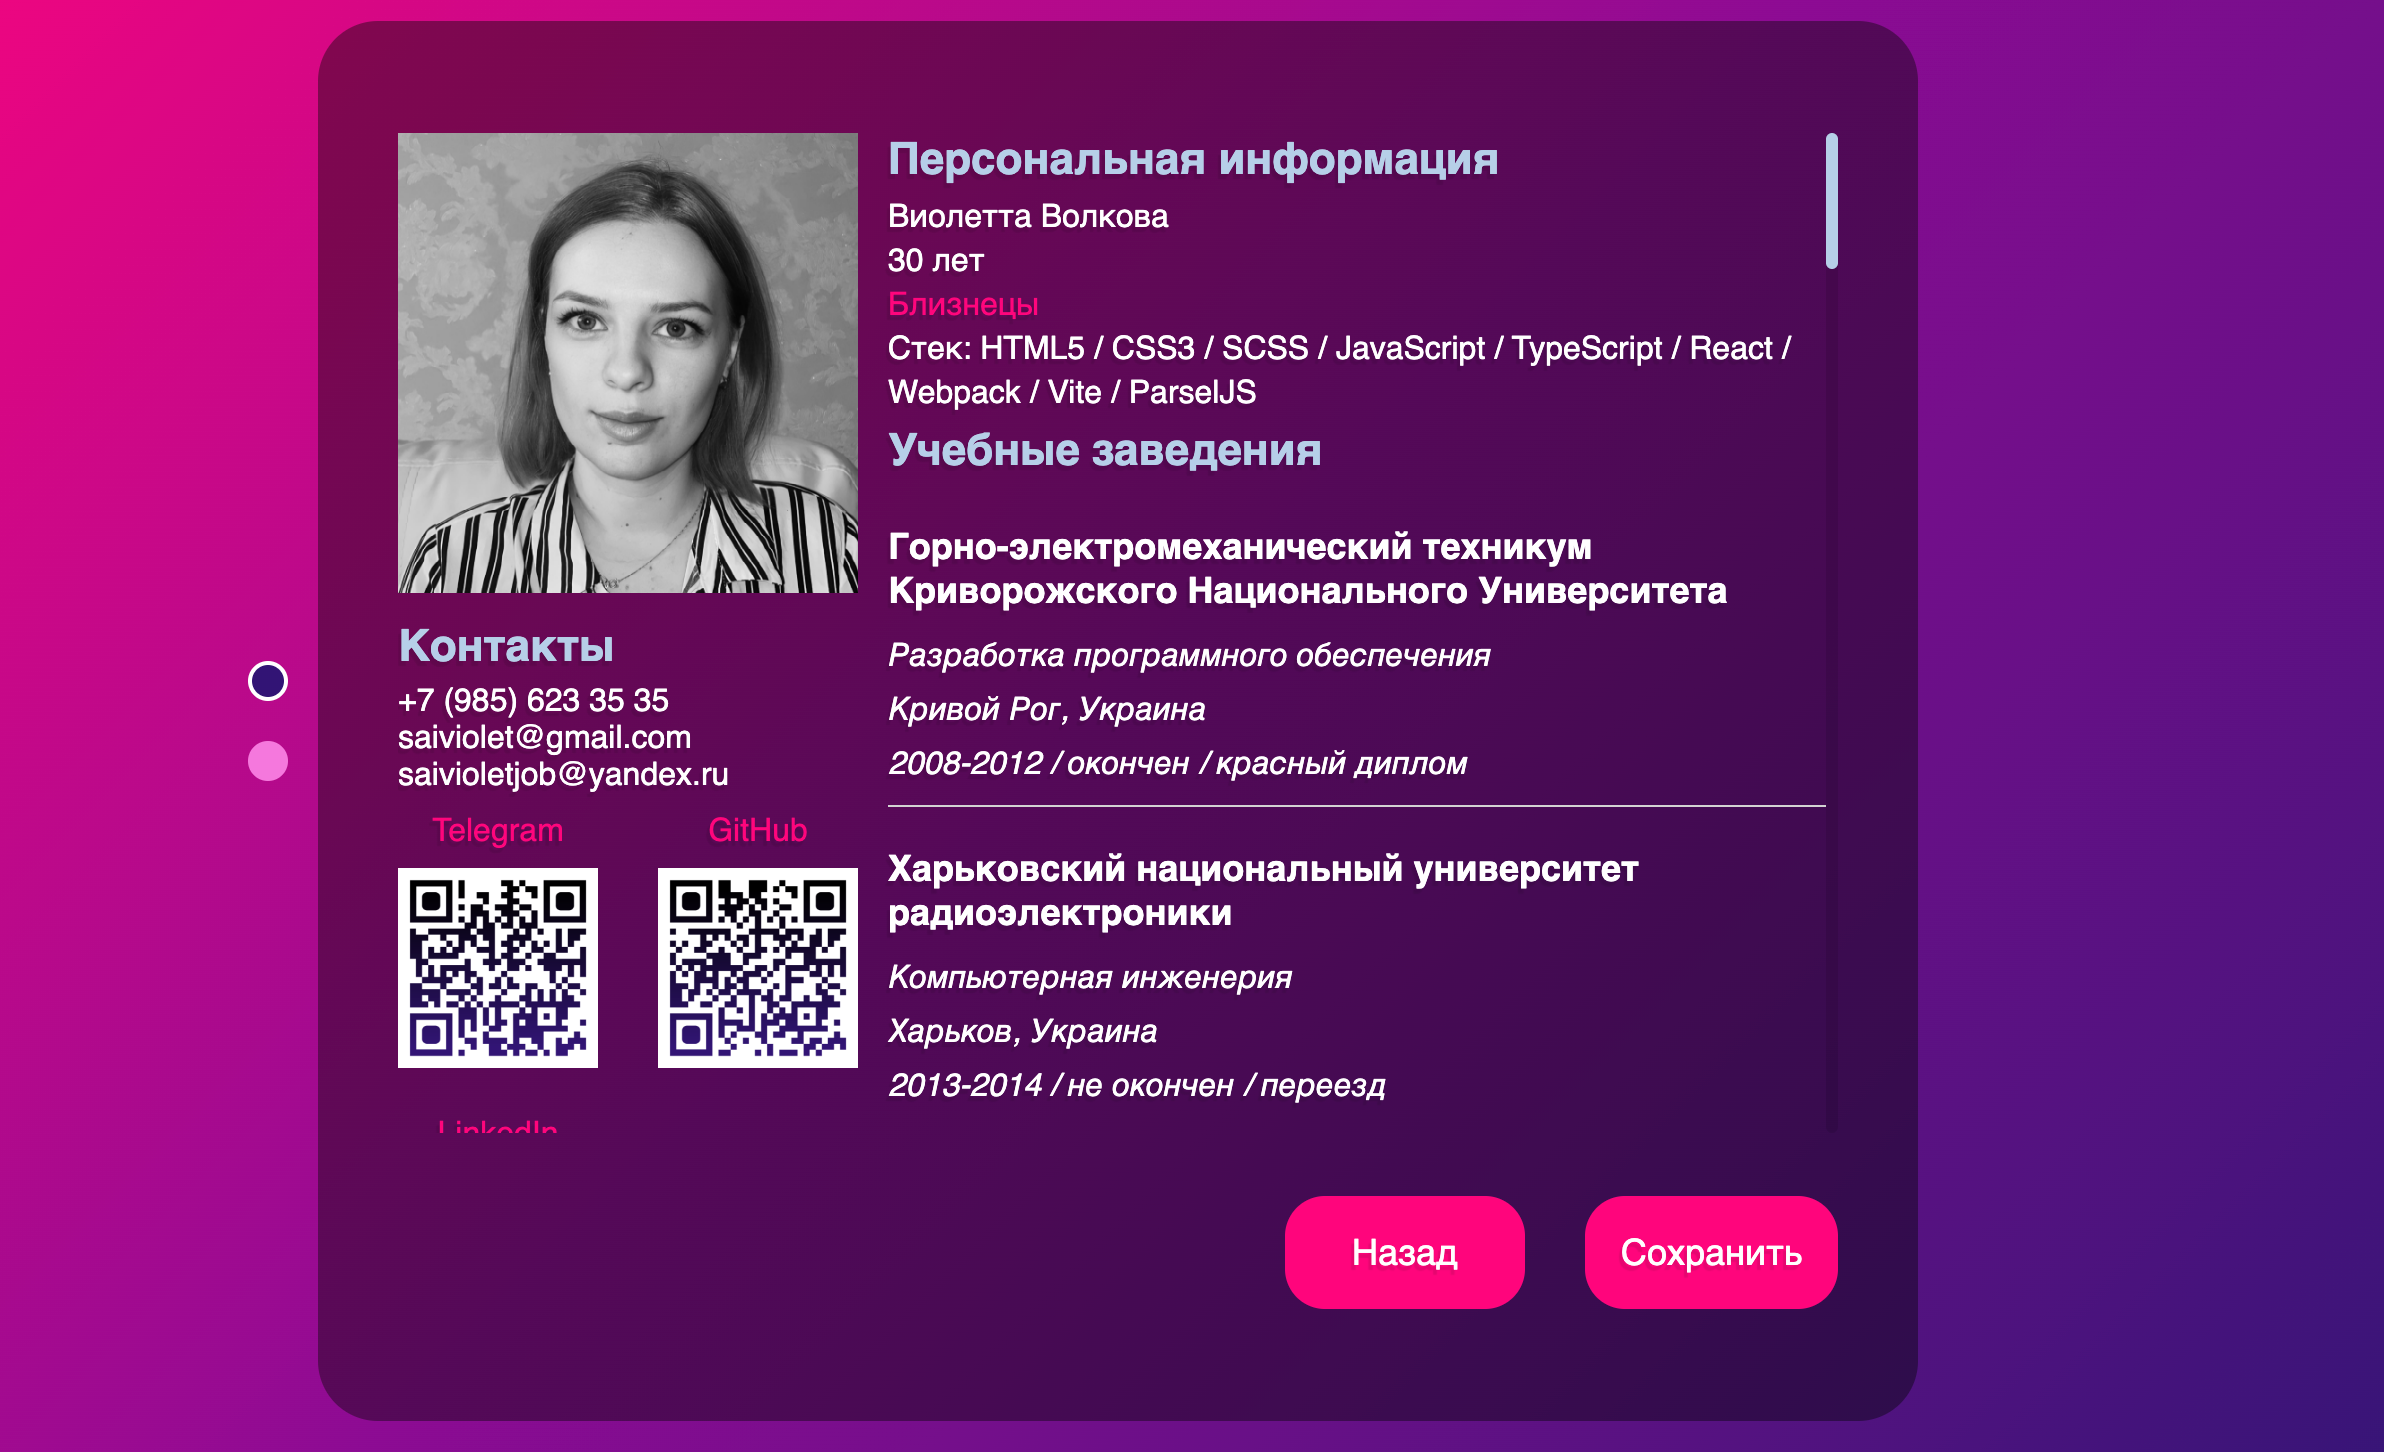 Контакты
+7 (985) 623 35 35
saiviolet@gmail.com
saivioletjob@yandex.ru
Telegram
GitHub
LinkedIn
Персональная информация
Виолетта Волкова
30 лет
Близнецы
Стек: HTML5 / CSS3 / SCSS / JavaScript / TypeScript / React /
Webpack / Vite / ParselJS
Учебные заведения
Горно-электромеханический техникум
Криворожского Национального Университета
Разработка программного обеспечения
Кривой Рог, Украина
2008-2012 / окончен / красный диплом
Харьковский национальный университет
радиоэлектроники
Компьютерная инженерия
Харьков, Украина
2013-2014 / не окончен / переезд
Назад
Сохранить